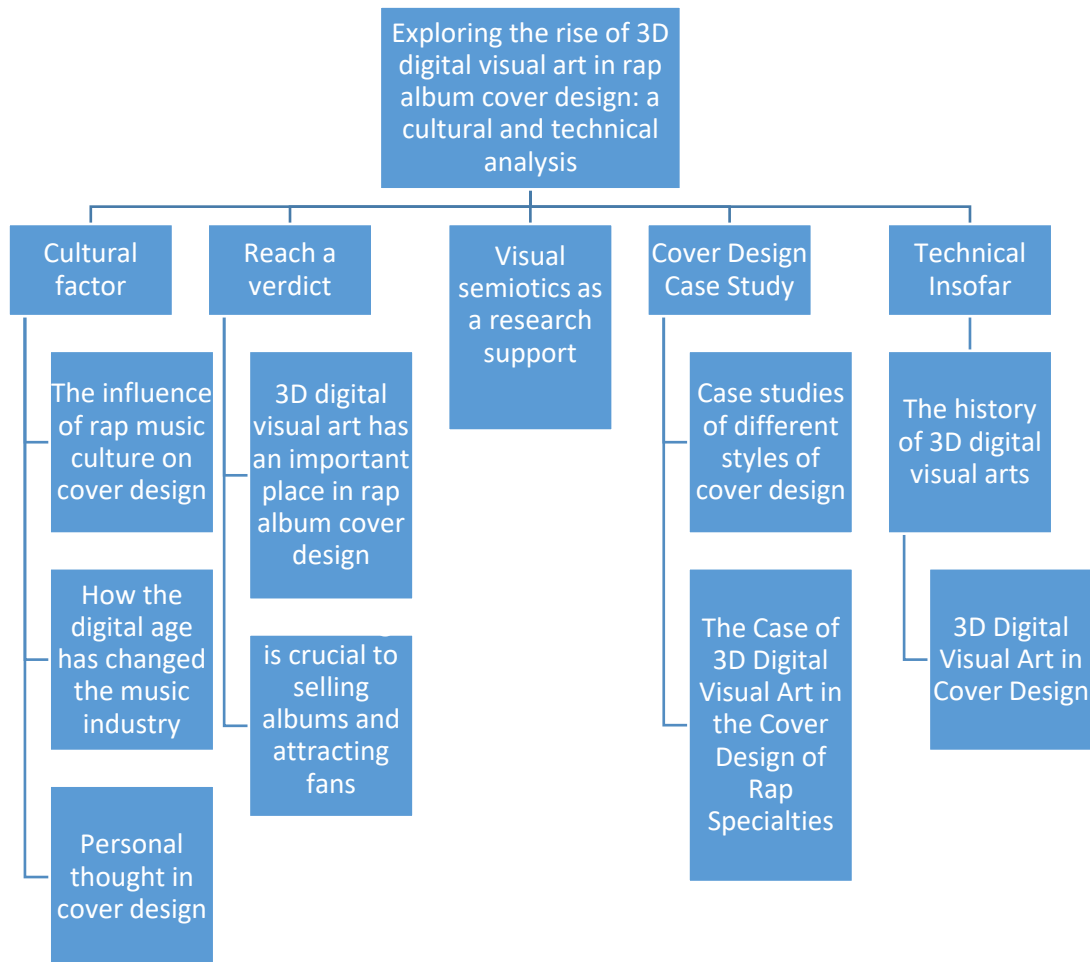 Exploring the rise of 3D
digital visual art in rap
album cover design: a
cultural and technical
analysis
Cultural
factor
The influence
of rap music
culture on
cover design
How the
digital age
has changed
the music
industry
Personal
thought in
cover design
Reach a
verdict
3D digital
visual art has
an important
place in rap
album cover
design
is crucial to
selling
albums and
attracting
fans
Visual
semiotics as
a research
support
Cover Design
Case Study
Case studies
of different
styles of
cover design
The Case of
3D Digital
Visual Art in
the Cover
Design of
Rap
Specialties
Technical
Insofar
The history
of 3D digital
visual arts
3D Digital
Visual Art in
Cover Design